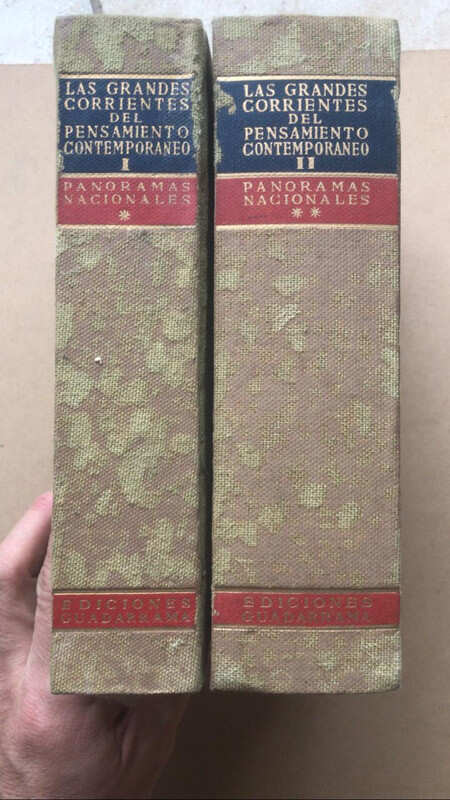 LAS GRANDES
CORRIENTES
DEL
PENSAMIENTO
CONTEMPORANEO
I
PANORAMAS
NACIONALES
*
EDICIONES
GUADARRAMA
LAS GRANDES
CORRIENTES
DEL
PENSAMIENTO
CONTEMPORANEO
II
PANORAMAS
NACIONALES
**
EDICIONES
GUADARRAMA